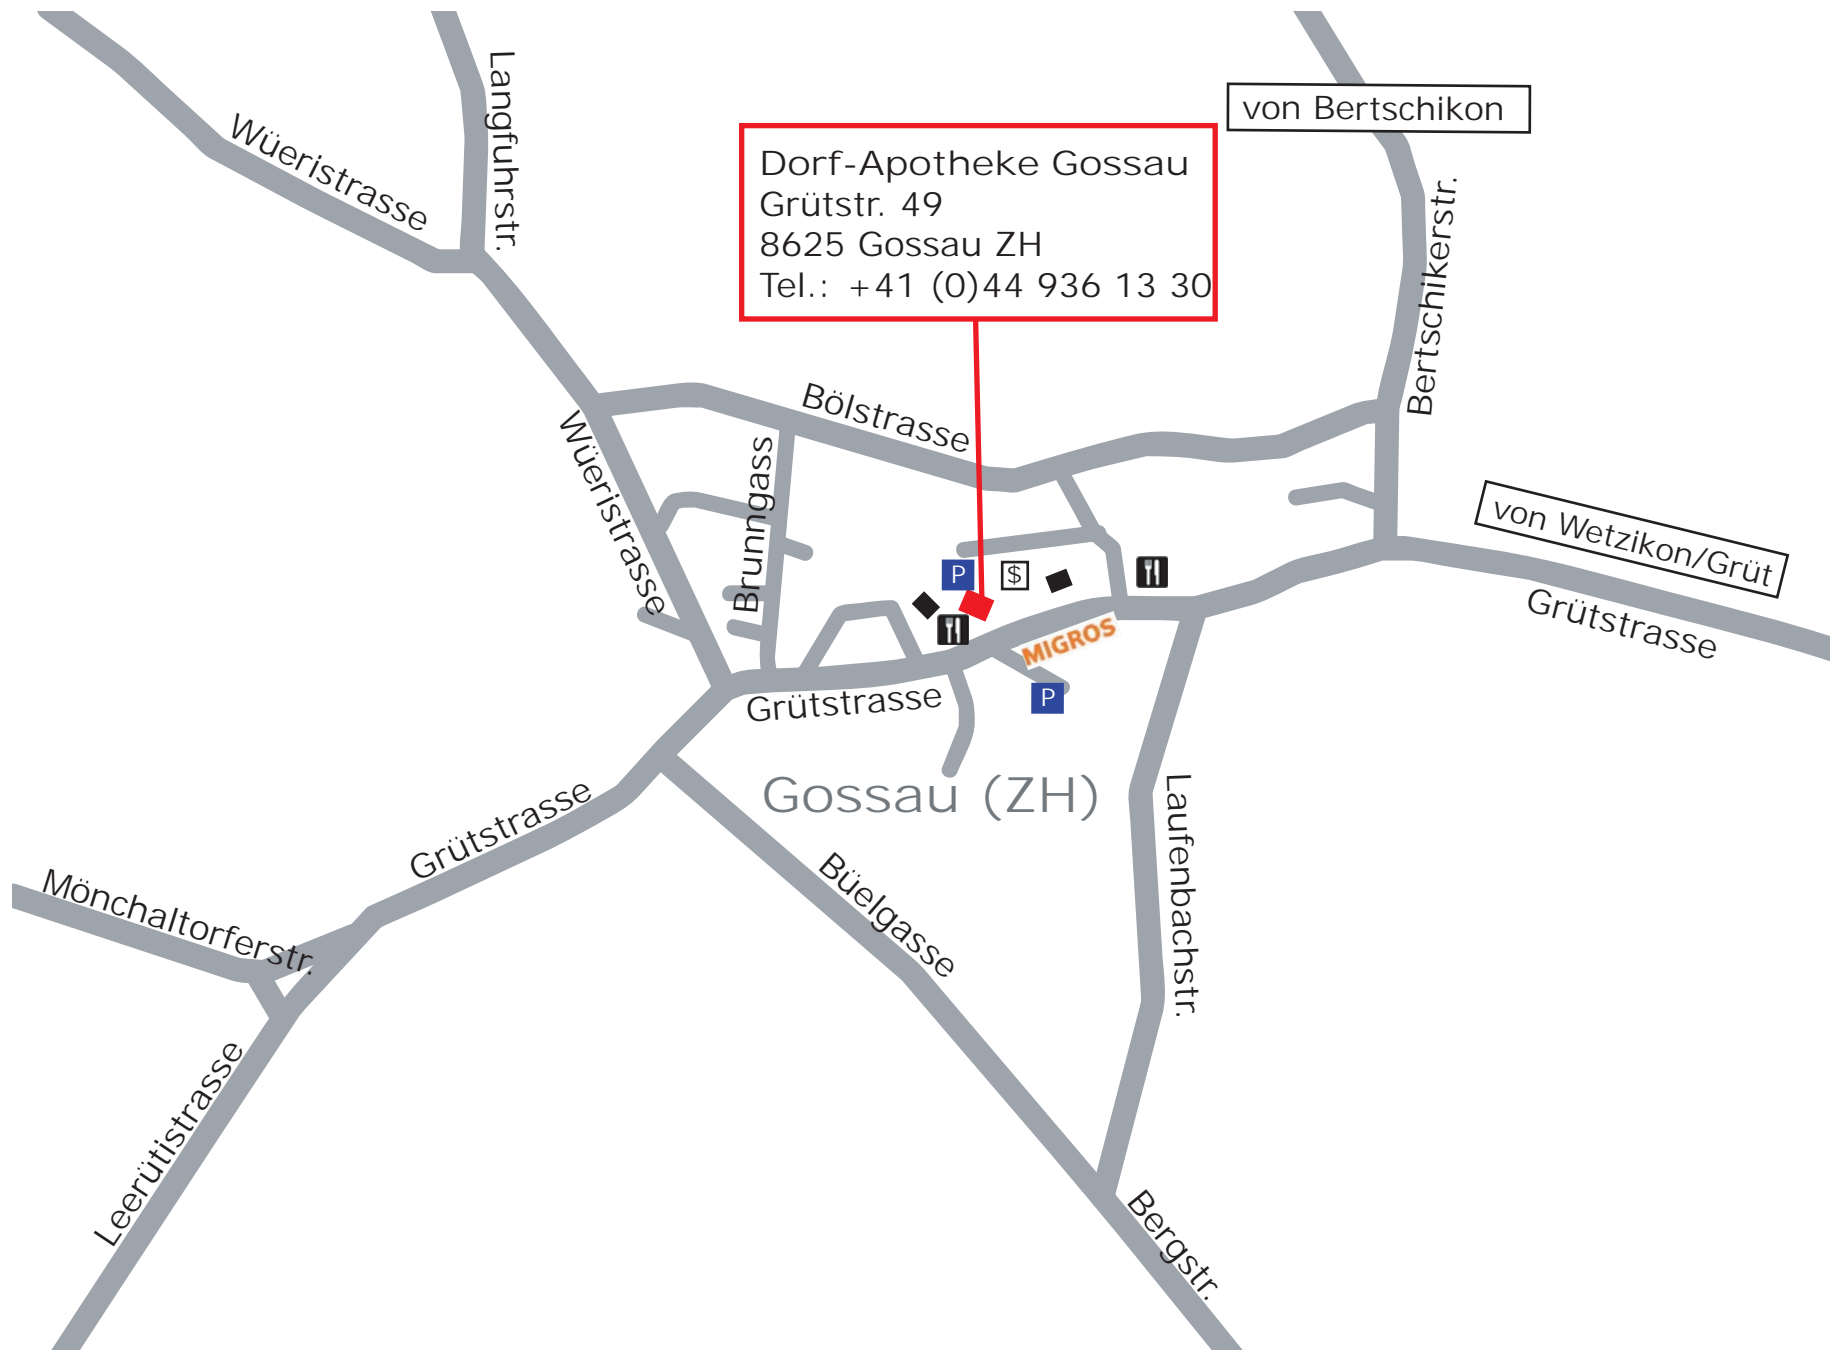 Langfuhrstr.
Wüeristrasse
von Bertschikon
Dorf-Apotheke Gossau
Grütstr. 49
8625 Gossau ZH
Tel.: +41 (0)44 936 13 30
Bertschikerstr.
Bölstrasse
Wüeristrasse
Brunngass
von Wetzikon/Grüt
Grütstrasse
P
$
MIGROS
P
Grütstrasse
Gossau (ZH)
Grütstrasse
Mönchaltorferstr.
Büelgasse
Laufenbachstr.
Leerütistrasse
Bergstr.